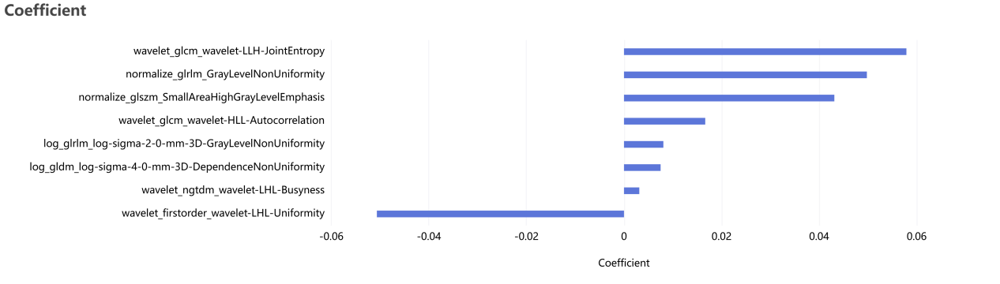 Coefficient
wavelet_glcm_wavelet-LLH-JointEntropy
normalize_glrlm_GrayLevelNonUniformity
normalize_glszm_SmallAreaHighGrayLevelEmphasis
wavelet_glcm_wavelet-HLL-Autocorrelation
log_glrlm_log-sigma-2-0-mm-3D-GrayLevelNonUniformity
log_gldm_log-sigma-4-0-mm-3D-DependenceNonUniformity
wavelet_ngtdm_wavelet-LHL-Busyness
wavelet_firstorder_wavelet-LHL-Uniformity
-0.06 -0.04 -0.02 0 0.02 0.04 0.06
Coefficient